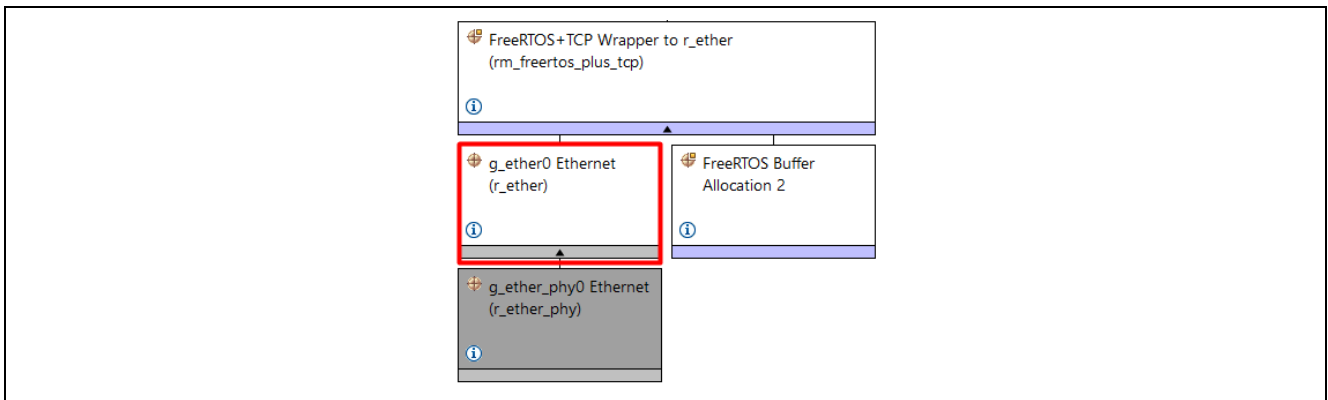 FreeRTOS+TCP Wrapper to r_ether
(rm_freertos_plus_tcp)
g_ether0 Ethernet
(r_ether)
FreeRTOS Buffer
Allocation 2
g_ether_phy0 Ethernet
(r_ether_phy)